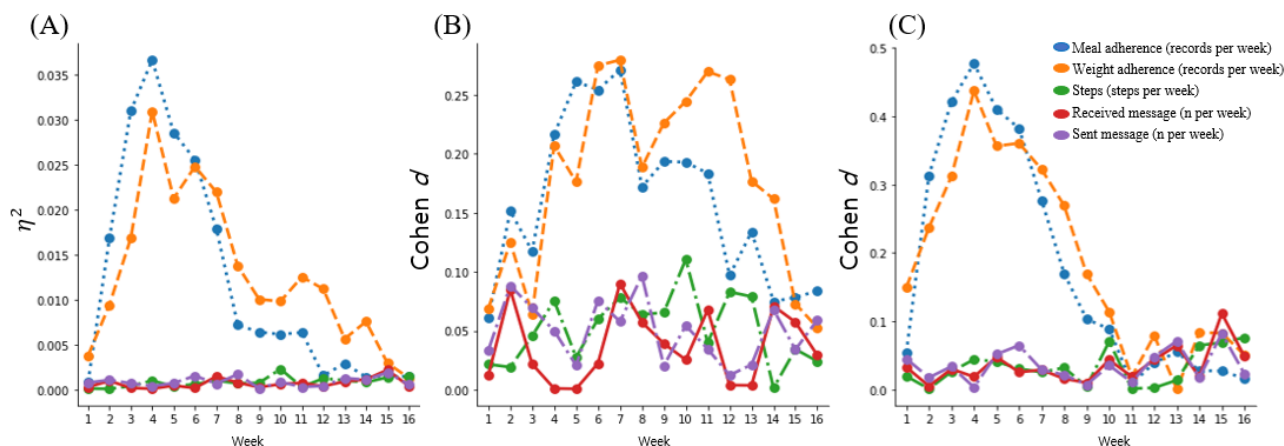 (A)
(B)
(C)
η²
0.035
0.030
0.025
0.020
0.015
0.010
0.005
0.000
1 2 3 4 5 6 7 8 9 10 11 12 13 14 15 16
Week
Cohen d
0.25
0.20
0.15
0.10
0.05
0.00
1 2 3 4 5 6 7 8 9 10 11 12 13 14 15 16
Week
Cohen d
0.5
0.4
0.3
0.2
0.1
0.0
1 2 3 4 5 6 7 8 9 10 11 12 13 14 15 16
Week
Meal adherence (records per week)
Weight adherence (records per week)
Steps (steps per week)
Received message (n per week)
Sent message (n per week)